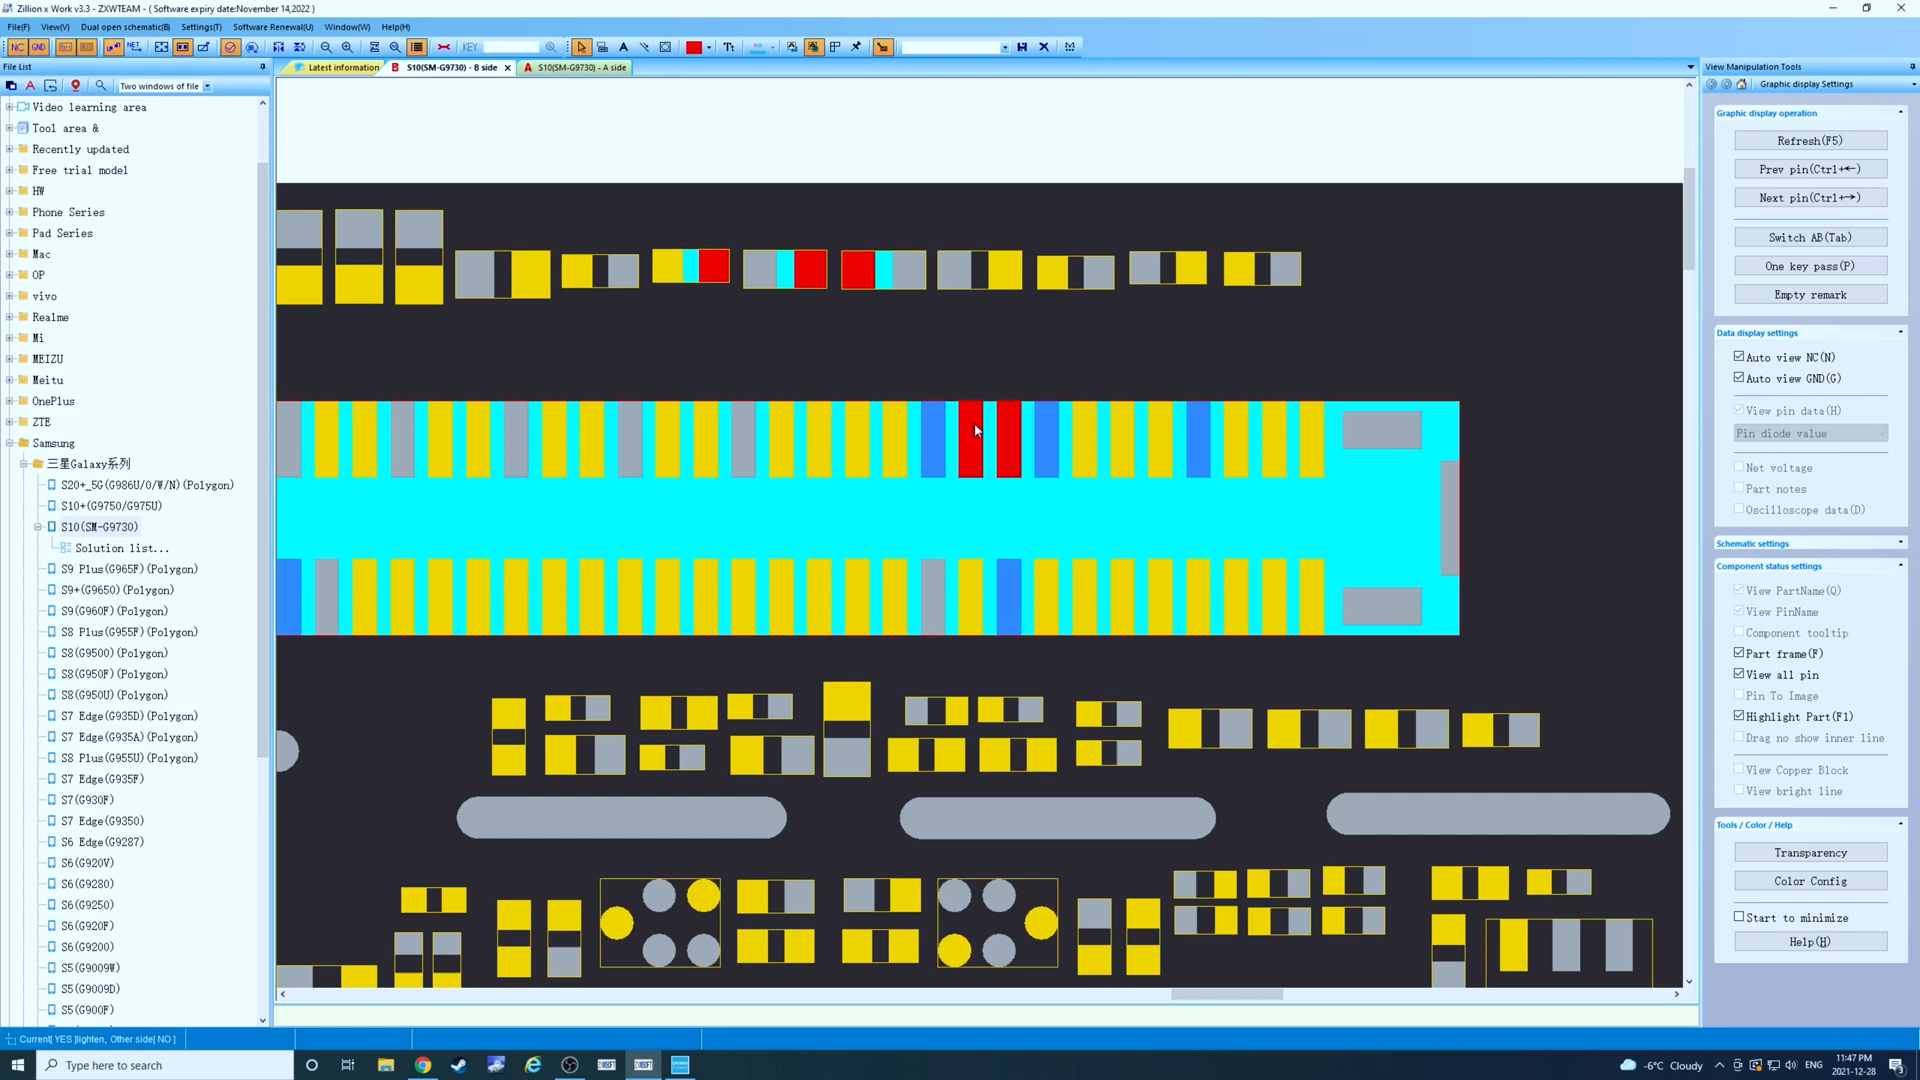 Zillion x Work v3.3 - ZXWTEAM - ( Software expiry date:November 14,2022 )
File(F) View(V) Dual open schematic(B) Settings(T) Software Renewal(U) Window(W) Help(H)
NC GND NET KEY A Tt
File List
Latest information B S10(SM-G9730) - B side A S10(SM-G9730) - A side
A Two windows of file
Video learning area
Tool area &
Recently updated
Free trial model
HW
Phone Series
Pad Series
Mac
OP
vivo
Realme
Mi
MEIZU
Meitu
OnePlus
ZTE
Samsung
三星Galaxy系列
S20+_5G(G986U/0/W/N)(Polygon)
S10+(G9750/G975U)
S10(SM-G9730)
Solution list...
S9 Plus(G965F)(Polygon)
S9+(G9650)(Polygon)
S9(G960F)(Polygon)
S8 Plus(G955F)(Polygon)
S8(G9500)(Polygon)
S8(G950F)(Polygon)
S8(G950U)(Polygon)
S7 Edge(G935D)(Polygon)
S7 Edge(G935A)(Polygon)
S8 Plus(G955U)(Polygon)
S7 Edge(G935F)
S7(G930F)
S7 Edge(G9350)
S6 Edge(G9287)
S6(G920V)
S6(G9280)
S6(G9250)
S6(G920F)
S6(G9200)
S5(G9009W)
S5(G9009D)
S5(G900F)
View Manipulation Tools
Graphic display Settings
Graphic display operation
Refresh(F5)
Prev pin(Ctrl+←)
Next pin(Ctrl+→)
Switch AB(Tab)
One key pass(P)
Empty remark
Data display settings
Auto view NC(N)
Auto view GND(G)
View pin data(H)
Pin diode value
Net voltage
Part notes
Oscilloscope data(D)
Schematic settings
Component status settings
View PartName(Q)
View PinName
Component tooltip
Part frame(F)
View all pin
Pin To Image
Highlight Part(F1)
Drag no show inner line
View Copper Block
View bright line
Tools / Color / Help
Transparency
Color Config
Start to minimize
Help(H)
Current[ YES ]lighten, Other side[ NO ]
Type here to search
-6°C Cloudy ENG 11:47 PM
2021-12-28